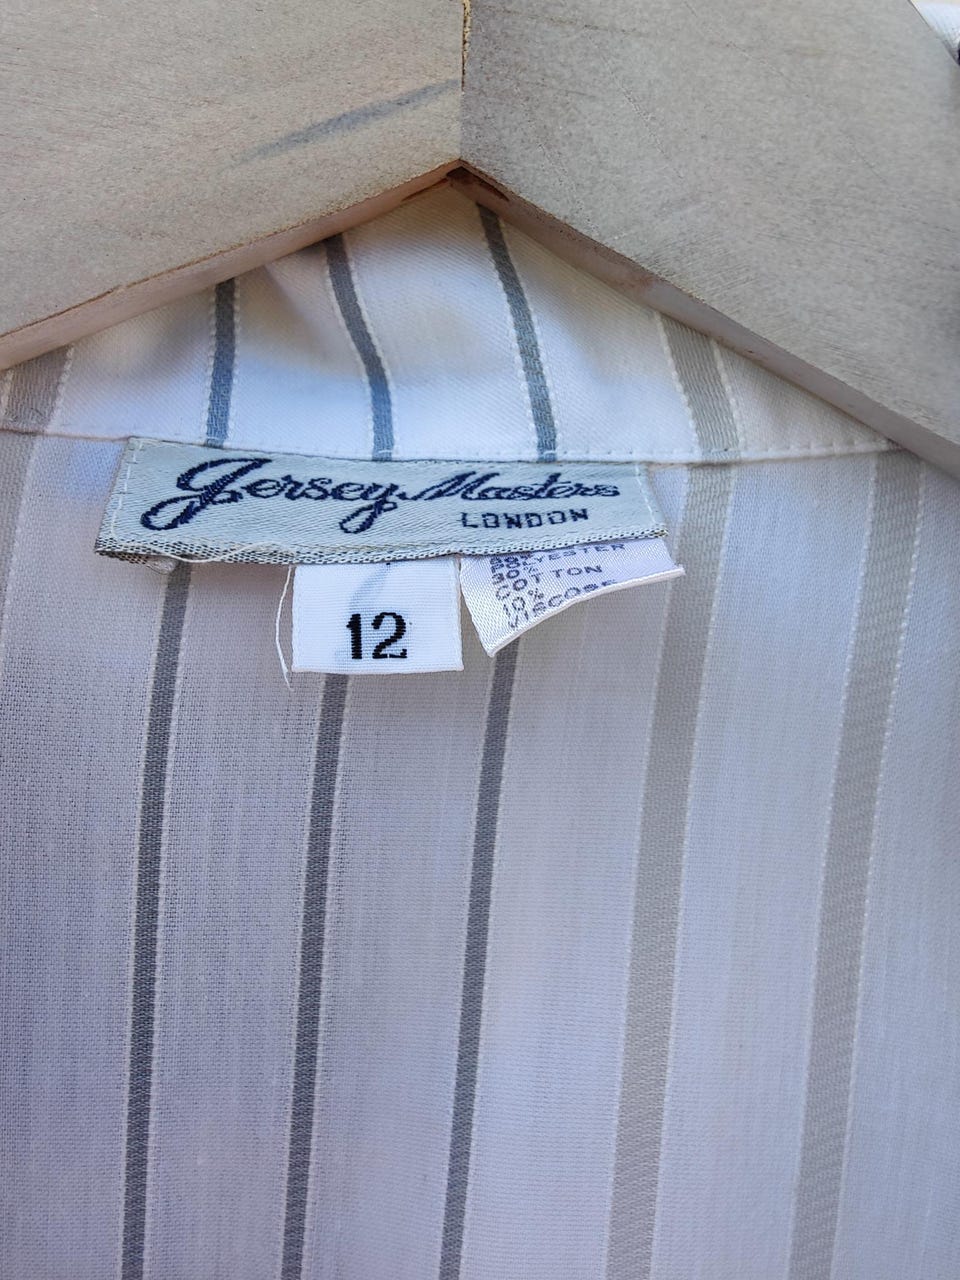 Jersey Masters
LONDON
12
POLYESTER
30%
COTTON
10%
VISCOSE